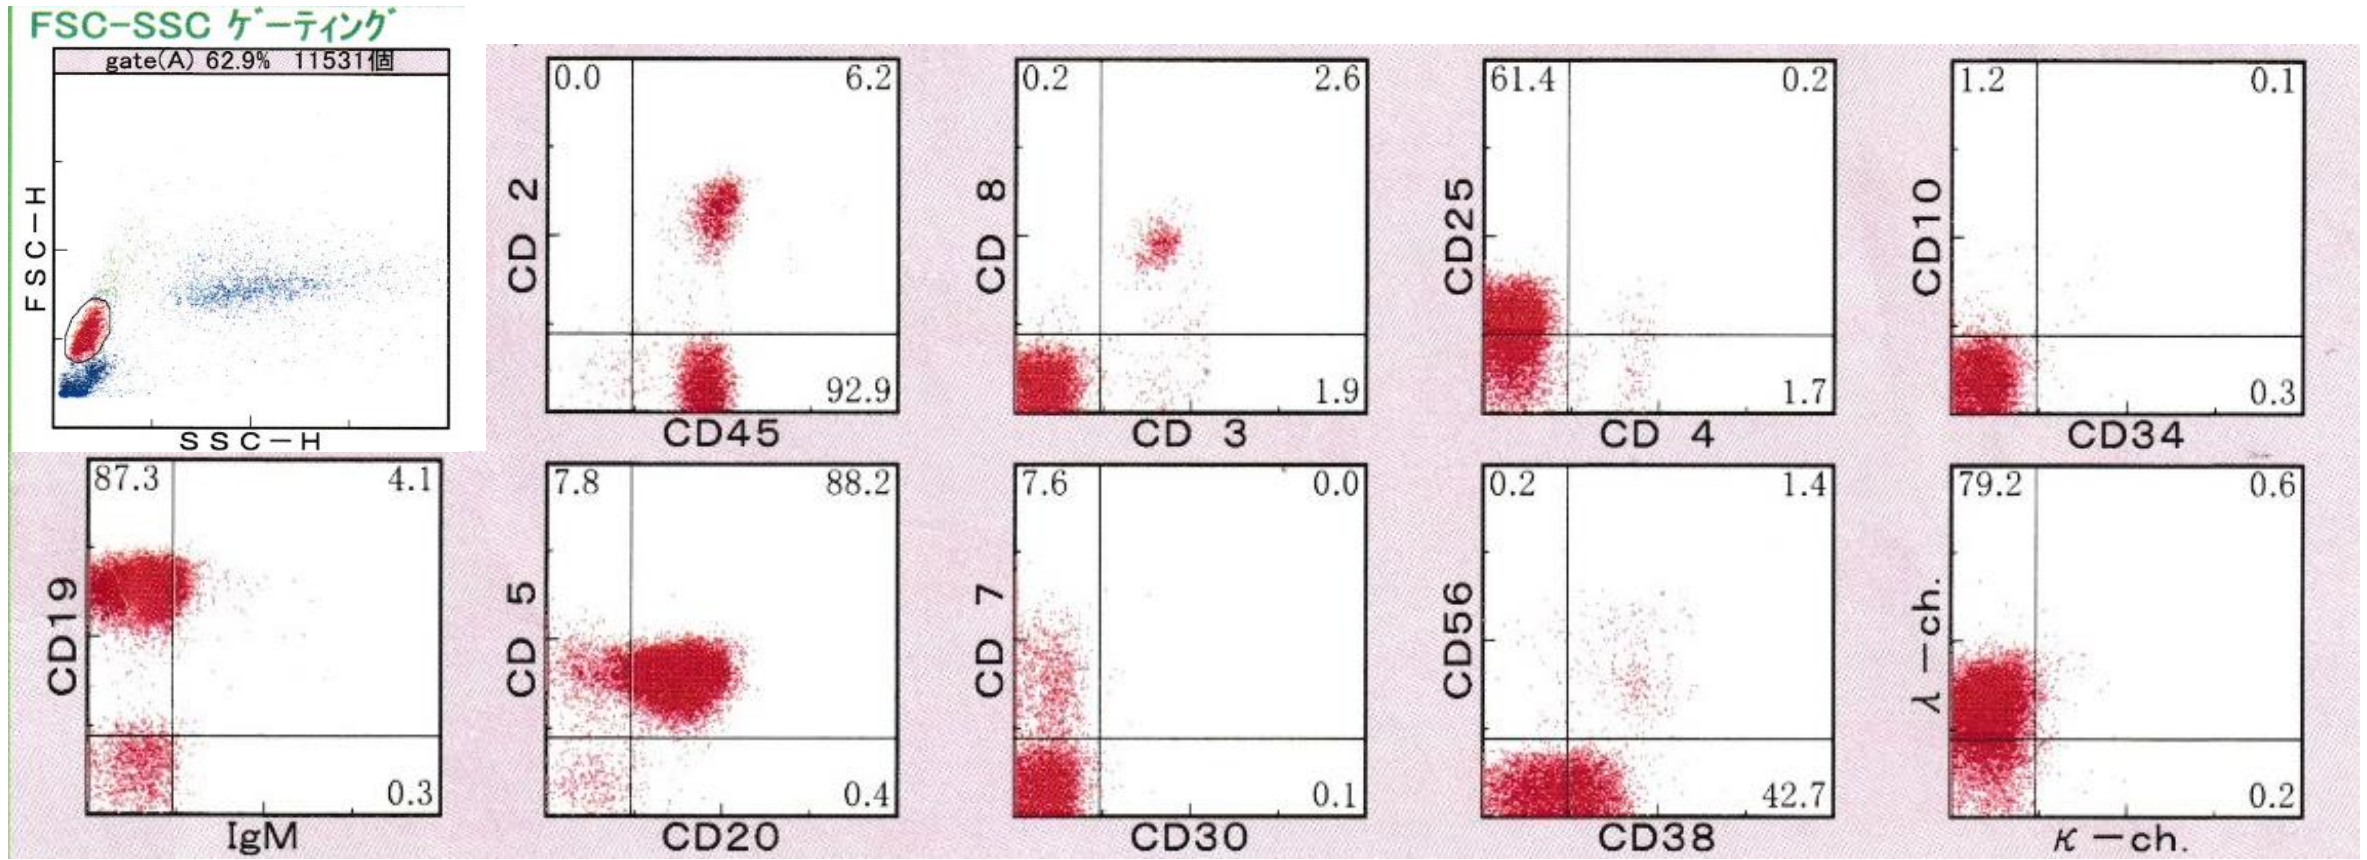 FSC-SSC ゲーティング
gate(A) 62.9% 11531個
FSC-H
SSC-H
0.0
6.2
92.9
CD 2
CD45
0.2
2.6
1.9
CD 8
CD 3
61.4
0.2
1.7
CD25
CD 4
1.2
0.1
0.3
CD10
CD34
87.3
4.1
0.3
CD19
IgM
7.8
88.2
0.4
CD 5
CD20
7.6
0.0
0.1
CD 7
CD30
0.2
1.4
42.7
CD56
CD38
79.2
0.6
0.2
λ-ch.
κ-ch.